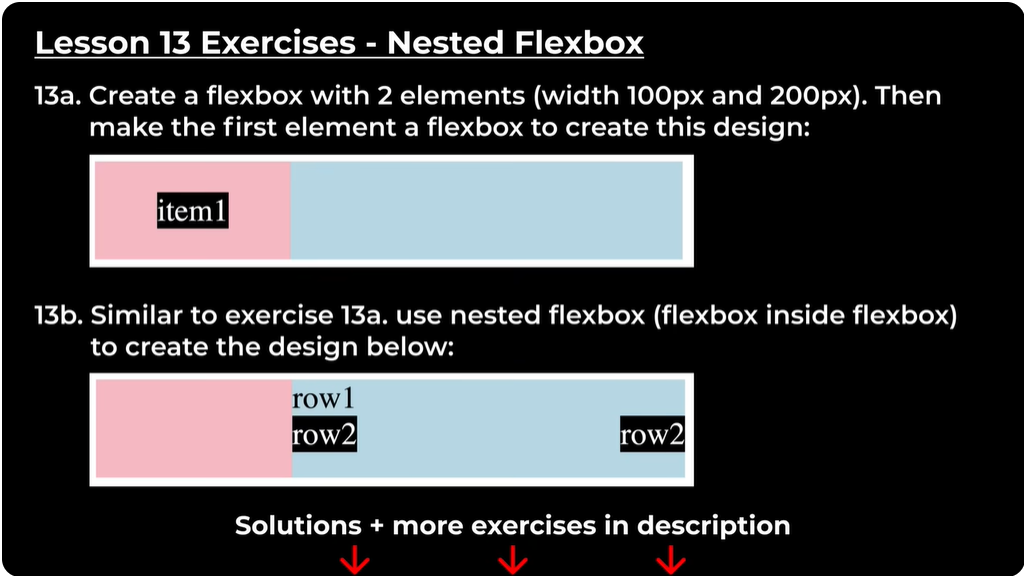 Lesson 13 Exercises - Nested Flexbox
13a. Create a flexbox with 2 elements (width 100px and 200px). Then
make the first element a flexbox to create this design:
item1
13b. Similar to exercise 13a. use nested flexbox (flexbox inside flexbox)
to create the design below:
row1
row2 row2
Solutions + more exercises in description